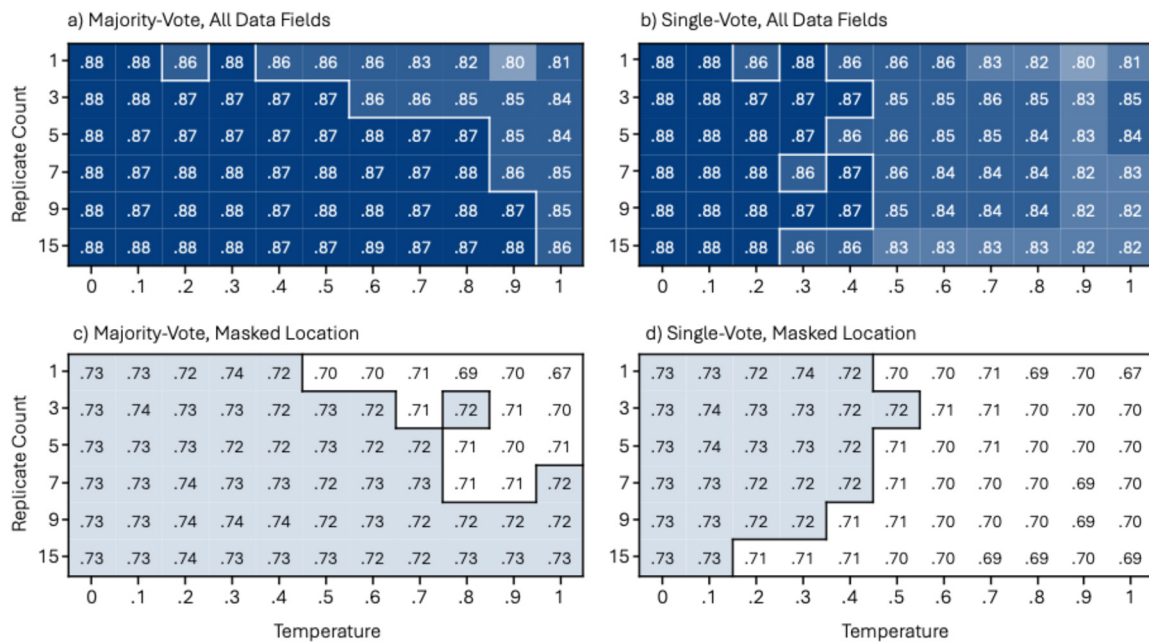 a) Majority-Vote, All Data Fields
Replicate Count
1 .88 .88 .86 .88 .86 .86 .86 .83 .82 .80 .81
3 .88 .88 .87 .87 .87 .87 .86 .86 .85 .85 .84
5 .88 .87 .87 .87 .87 .88 .88 .87 .88 .85 .84
7 .88 .87 .88 .88 .87 .88 .87 .87 .88 .86 .85
9 .88 .87 .88 .88 .87 .88 .88 .87 .88 .87 .85
15 .88 .88 .88 .88 .87 .87 .89 .87 .87 .88 .86
0 .1 .2 .3 .4 .5 .6 .7 .8 .9 1
b) Single-Vote, All Data Fields
1 .88 .88 .86 .88 .86 .86 .86 .83 .82 .80 .81
3 .88 .88 .87 .87 .87 .85 .85 .86 .85 .83 .85
5 .88 .88 .88 .87 .86 .86 .85 .85 .84 .83 .84
7 .88 .88 .88 .86 .87 .86 .84 .84 .84 .82 .83
9 .88 .88 .88 .87 .87 .85 .84 .84 .84 .82 .82
15 .88 .88 .88 .86 .86 .83 .83 .83 .83 .82 .82
0 .1 .2 .3 .4 .5 .6 .7 .8 .9 1
c) Majority-Vote, Masked Location
Replicate Count
1 .73 .73 .72 .74 .72 .70 .70 .71 .69 .70 .67
3 .73 .74 .73 .73 .72 .73 .72 .71 .72 .71 .70
5 .73 .73 .73 .72 .72 .73 .72 .72 .71 .70 .71
7 .73 .73 .74 .73 .73 .72 .73 .73 .71 .71 .72
9 .73 .73 .74 .74 .74 .72 .73 .72 .72 .72 .72
15 .73 .73 .74 .73 .73 .73 .72 .72 .73 .73 .73
0 .1 .2 .3 .4 .5 .6 .7 .8 .9 1
Temperature
d) Single-Vote, Masked Location
1 .73 .73 .72 .74 .72 .70 .70 .71 .69 .70 .67
3 .73 .74 .73 .73 .72 .72 .71 .71 .70 .70 .70
5 .73 .74 .73 .73 .72 .71 .70 .71 .70 .70 .70
7 .73 .73 .72 .72 .72 .71 .70 .70 .70 .69 .70
9 .73 .73 .72 .72 .71 .71 .70 .70 .70 .69 .70
15 .73 .73 .71 .71 .71 .70 .70 .69 .69 .70 .69
0 .1 .2 .3 .4 .5 .6 .7 .8 .9 1
Temperature